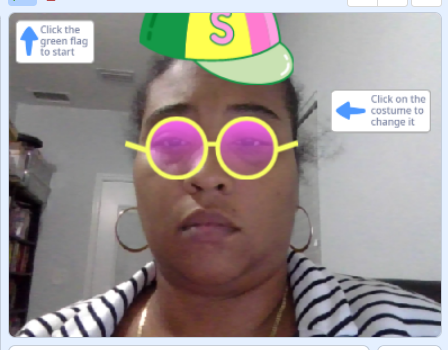 Click the
green flag
to start
S
Click on the
costume to
change it